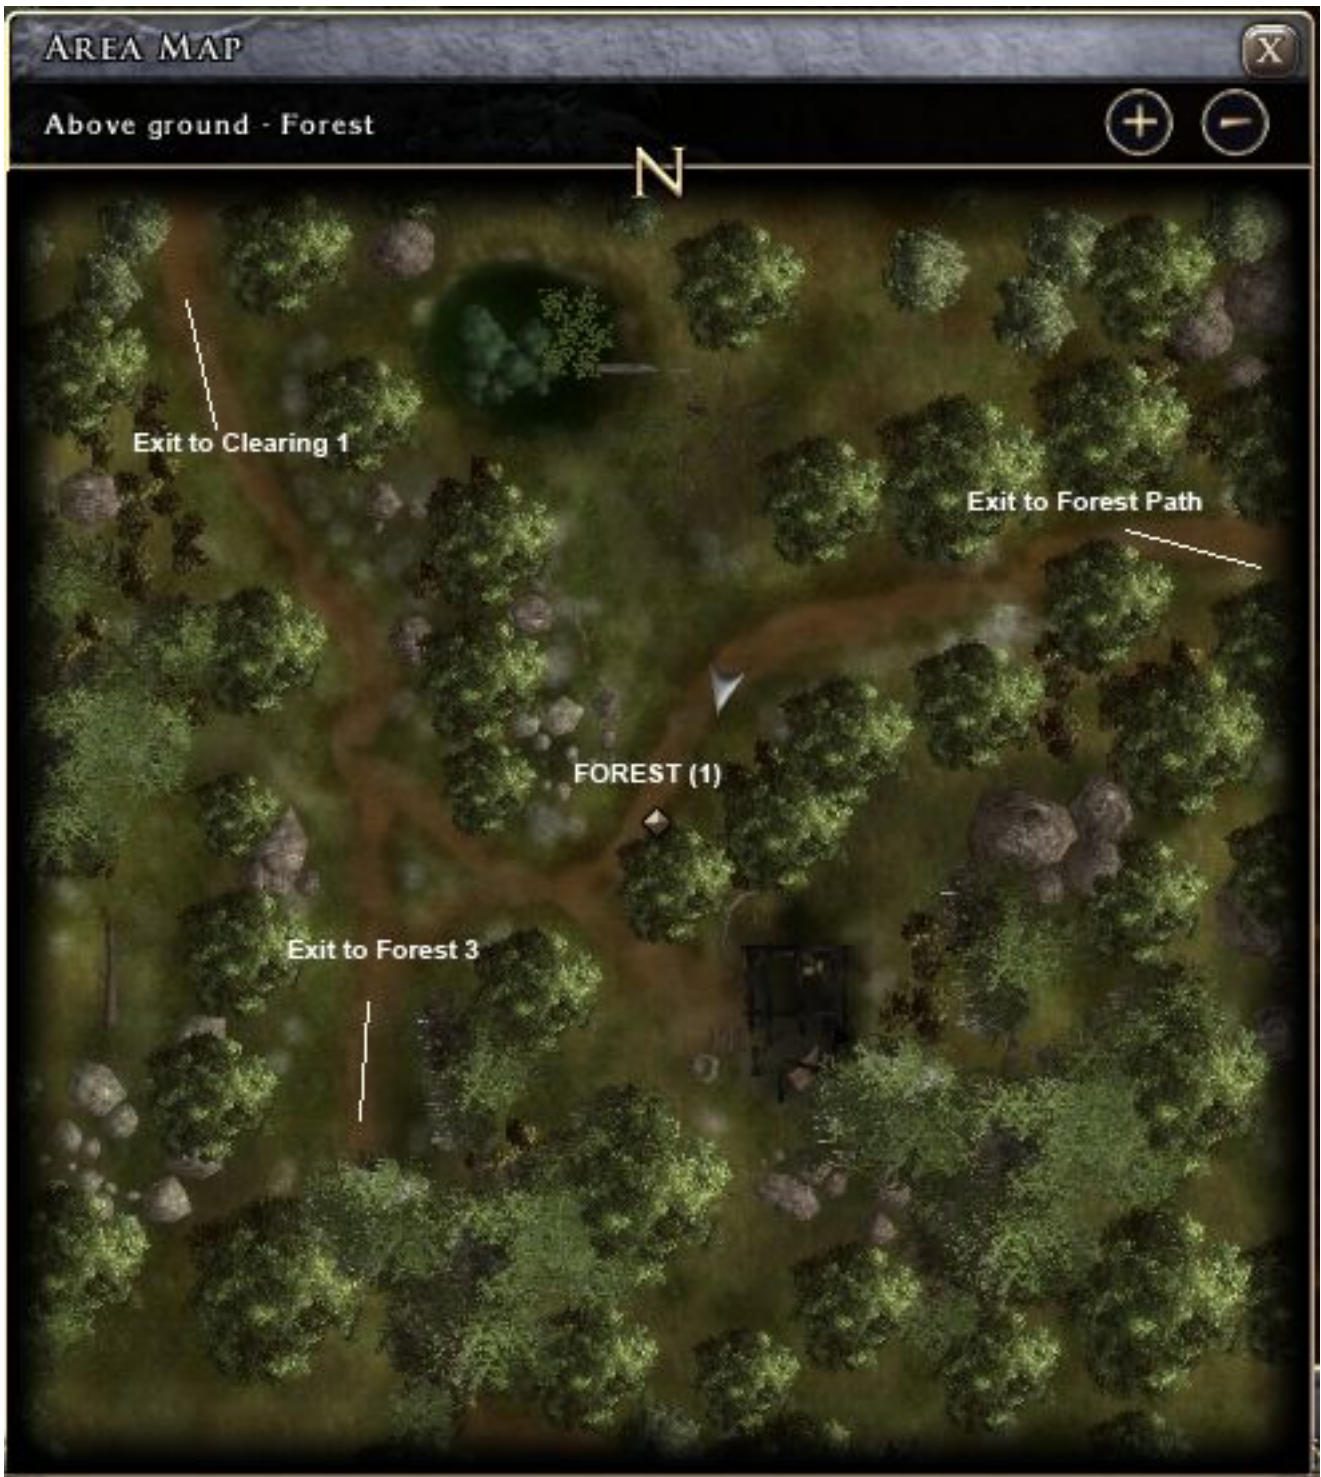 AREA MAP
X
Above ground - Forest
+ -
N
Exit to Clearing 1
Exit to Forest Path
FOREST (1)
Exit to Forest 3